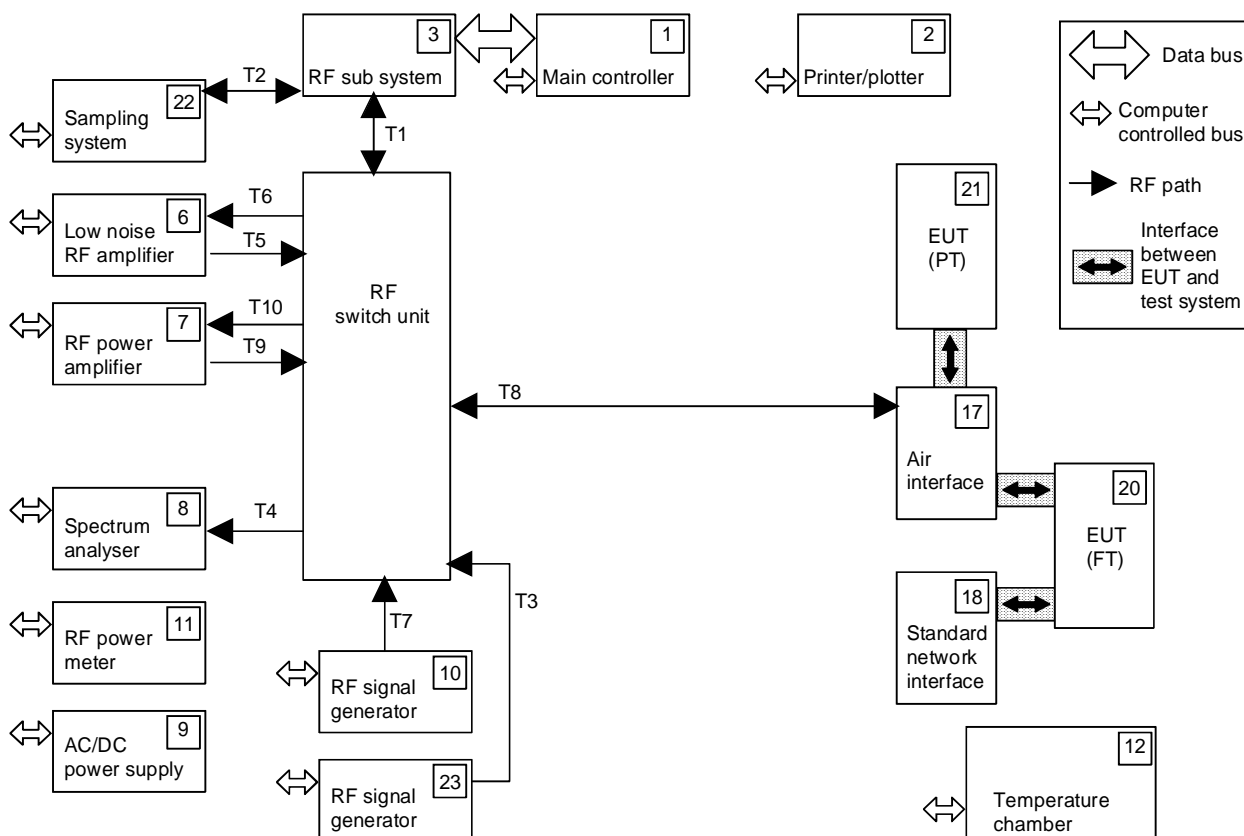 3
RF sub system
1
Main controller
2
Printer/plotter
Data bus
Computer
controlled bus
RF path
Interface
between
EUT and
test system
T2
22
Sampling
system
T1
T6
6
Low noise
RF amplifier
T5
RF
switch unit
T10
7
RF power
amplifier
T9
21
EUT
(PT)
T8
17
Air
interface
20
EUT
(FT)
8
Spectrum
analyser
T4
T3
T7
18
Standard
network
interface
11
RF power
meter
10
RF signal
generator
9
AC/DC
power supply
23
RF signal
generator
12
Temperature
chamber